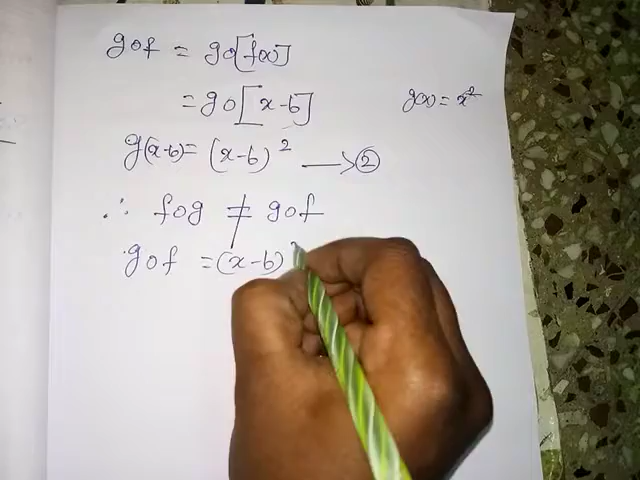 gof = go[f(x)]
= go[x-b]
g(x) = x²
g(x-b) = (x-b)² → ②
∴ fog ≠ gof
gof = (x-b)²